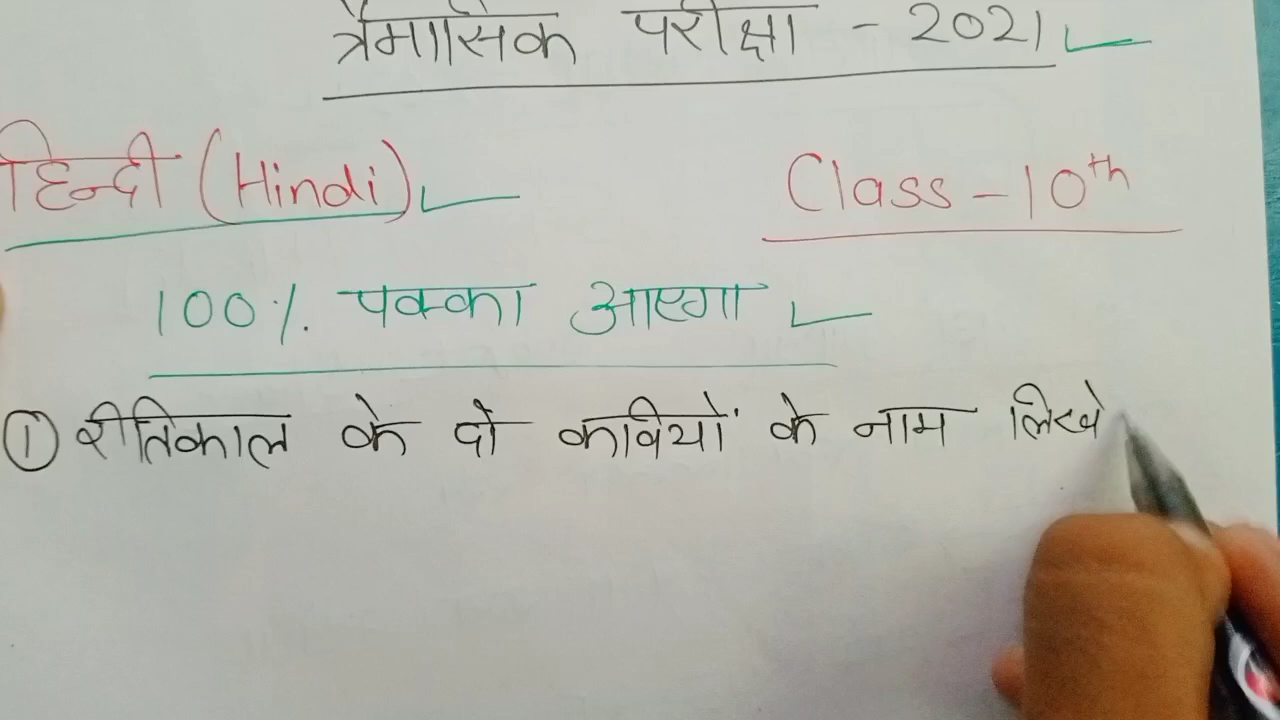 त्रैमासिक परीक्षा - 2021
हिन्दी (Hindi)
Class - 10th
100% पक्का आएगा
① रीतिकाल के दो कवियों के नाम लिखे